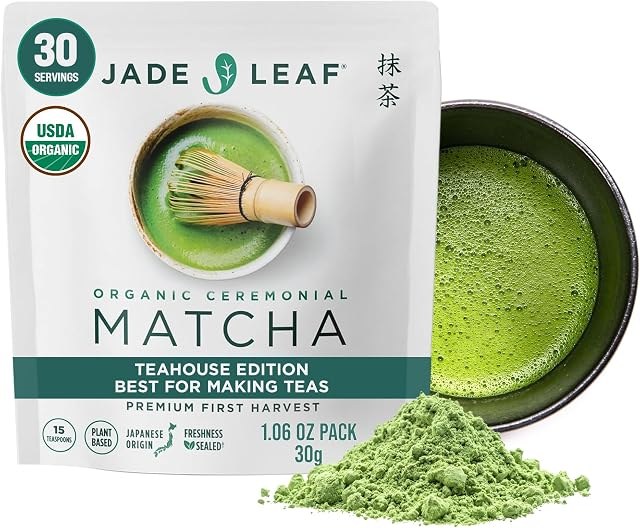 30
SERVINGS
JADE LEAF®
抹
茶
USDA
ORGANIC
ORGANIC CEREMONIAL
MATCHA
TEAHOUSE EDITION
BEST FOR MAKING TEAS
PREMIUM FIRST HARVEST
15
TEASPOONS
PLANT
BASED
JAPANESE
ORIGIN
FRESHNESS
SEALED†
1.06 OZ PACK
30g